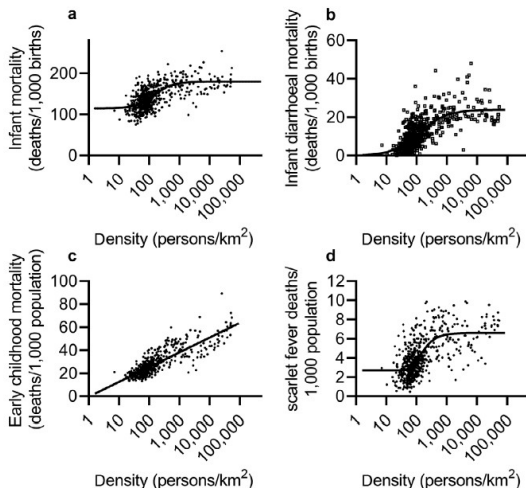 a
Infant mortality
(deaths/1,000 births)
200
100
0
1
10
100
1,000
10,000
100,000
Density (persons/km²)
b
Infant diarrhoeal mortality
(deaths/1,000 births)
60
40
20
0
1
10
100
1,000
10,000
100,000
Density (persons/km²)
c
Early childhood mortality
(deaths/1,000 population)
100
80
60
40
20
0
1
10
100
1,000
10,000
100,000
Density (persons/km²)
d
scarlet fever deaths/
1,000 population
12
10
8
6
4
2
0
1
10
100
1,000
10,000
100,000
Density (persons/km²)